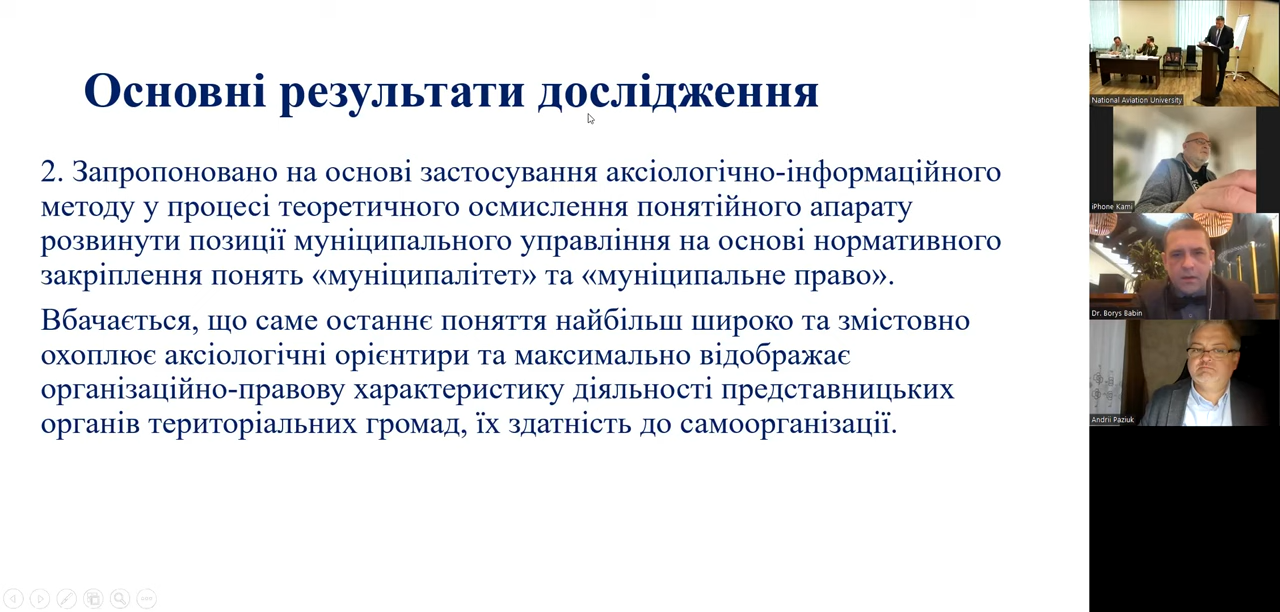 Основні результати дослідження
2. Запропоновано на основі застосування аксіологічно-інформаційного
методу у процесі теоретичного осмислення понятійного апарату
розвинути позиції муніципального управління на основі нормативного
закріплення понять «муніципалітет» та «муніципальне право».
Вбачається, що саме останнє поняття найбільш широко та змістовно
охоплює аксіологічні орієнтири та максимально відображає
організаційно-правову характеристику діяльності представницьких
органів територіальних громад, їх здатність до самоорганізації.
National Aviation University
iPhone Kami
Dr. Borys Babin
Andrii Paziuk